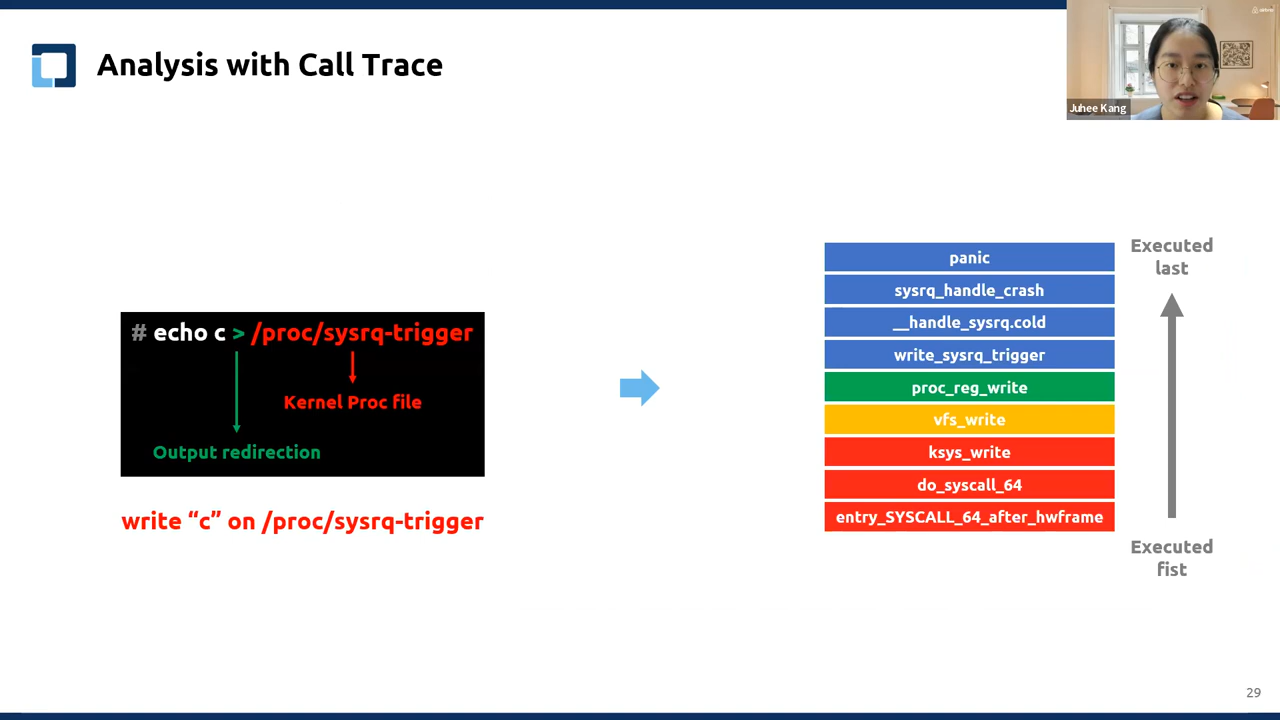 Analysis with Call Trace
Juhee Kang
# echo c > /proc/sysrq-trigger
Kernel Proc file
Output redirection
write “c” on /proc/sysrq-trigger
panic
sysrq_handle_crash
__handle_sysrq.cold
write_sysrq_trigger
proc_reg_write
vfs_write
ksys_write
do_syscall_64
entry_SYSCALL_64_after_hwframe
Executed
last
Executed
fist
29